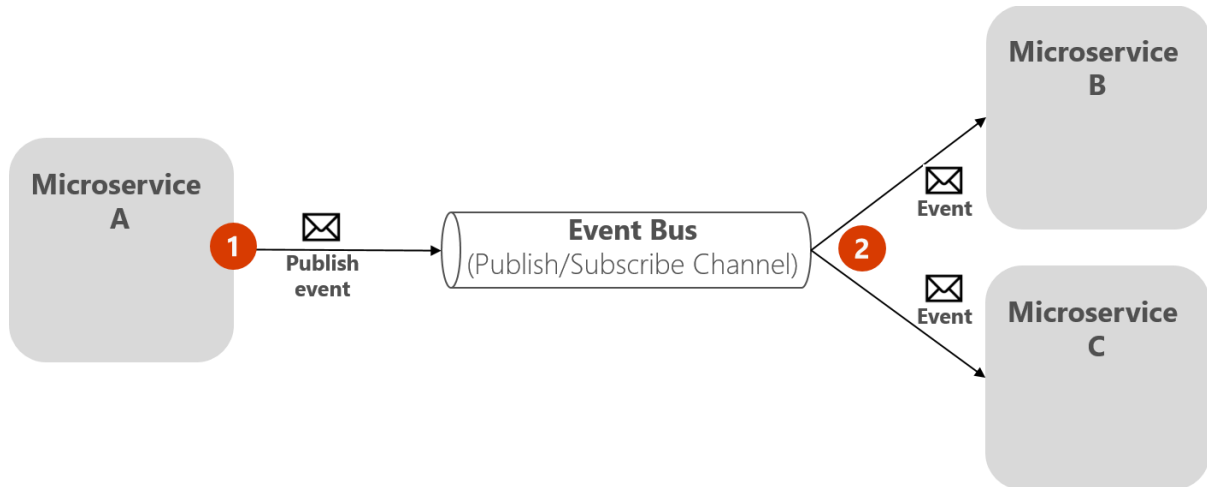 Microservice
A
1
Publish
event
Event Bus
(Publish/Subscribe Channel)
2
Event
Event
Microservice
B
Microservice
C